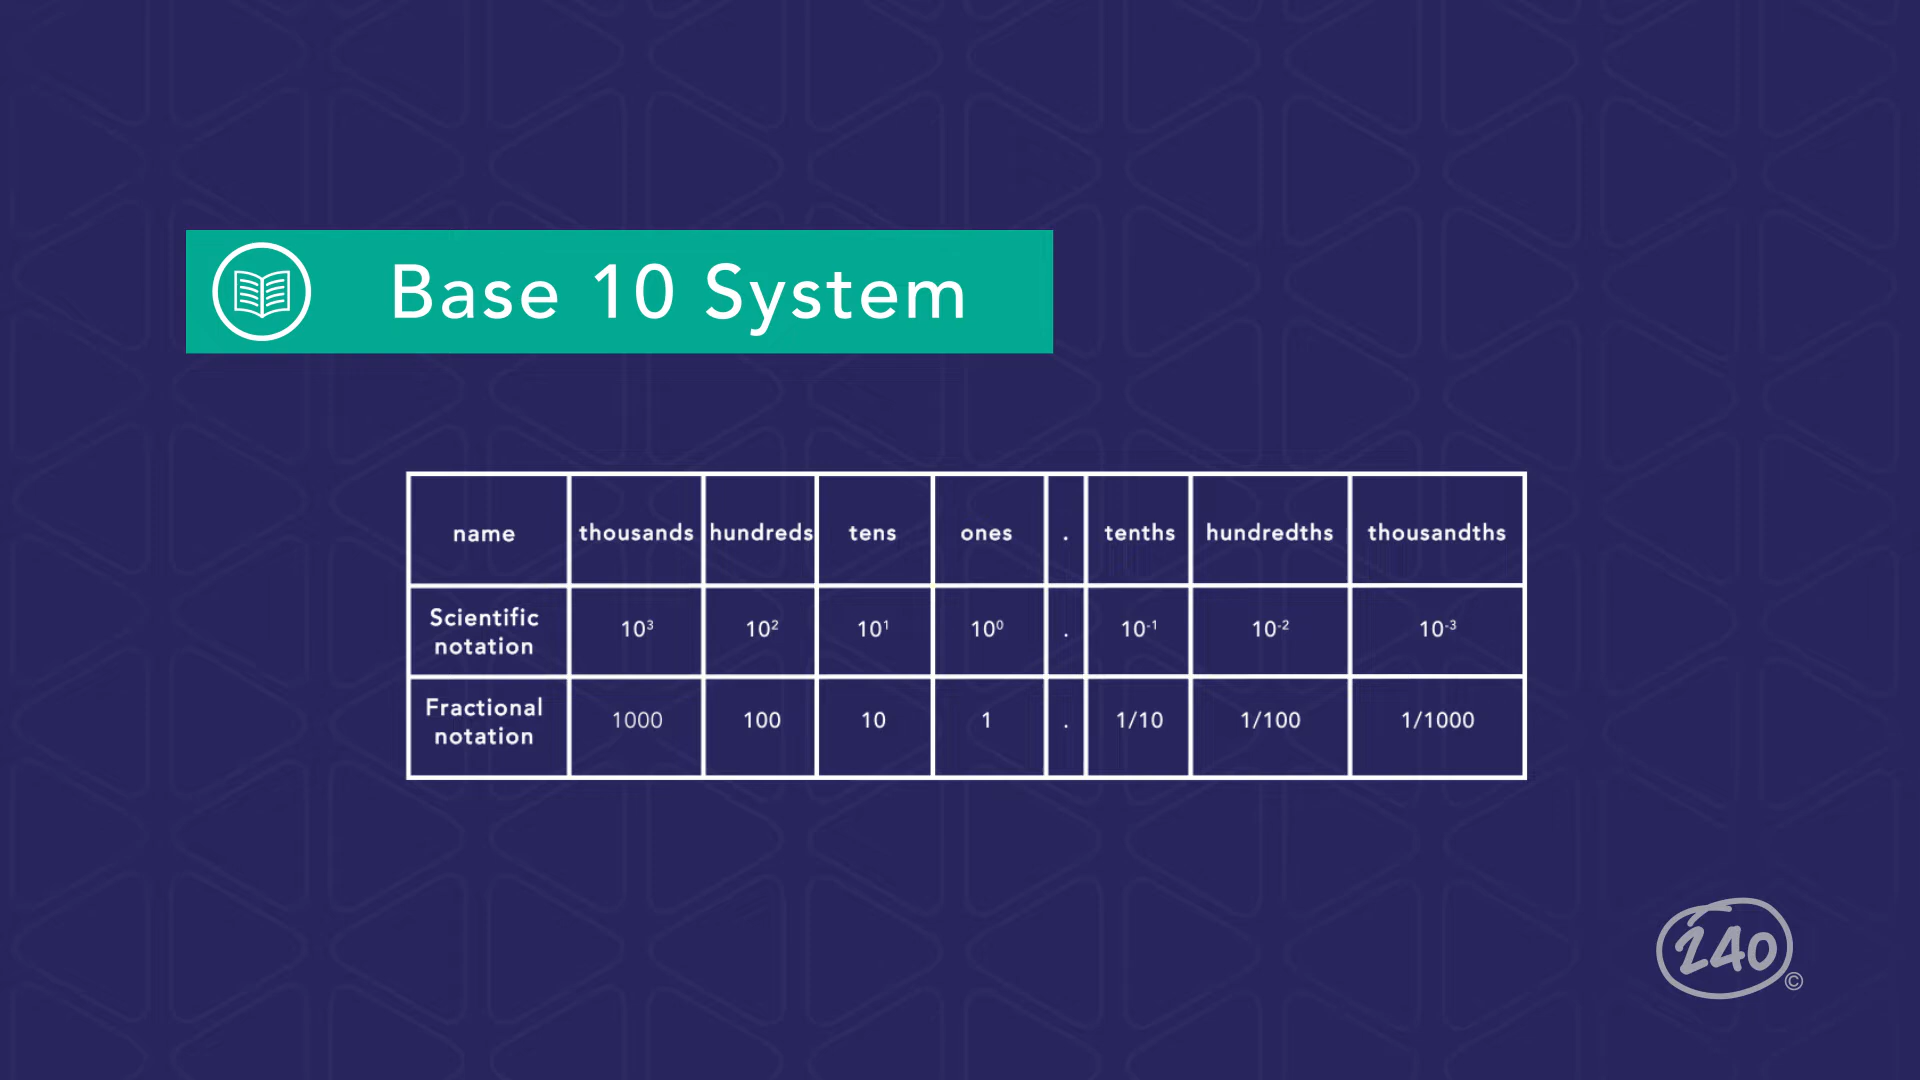 Base 10 System
name thousands hundreds tens ones . tenths hundredths thousandths
Scientific
notation 10³ 10² 10¹ 10⁰ . 10⁻¹ 10⁻² 10⁻³
Fractional
notation 1000 100 10 1 . 1/10 1/100 1/1000
240 ©